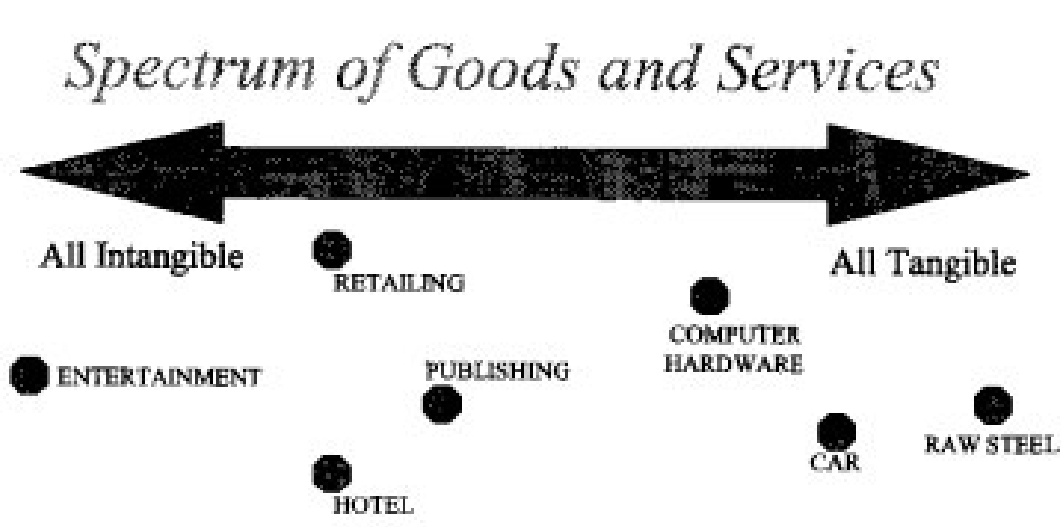 Spectrum of Goods and Services
All Intangible
All Tangible
RETAILING
COMPUTER
HARDWARE
ENTERTAINMENT
PUBLISHING
CAR
RAW STEEL
HOTEL